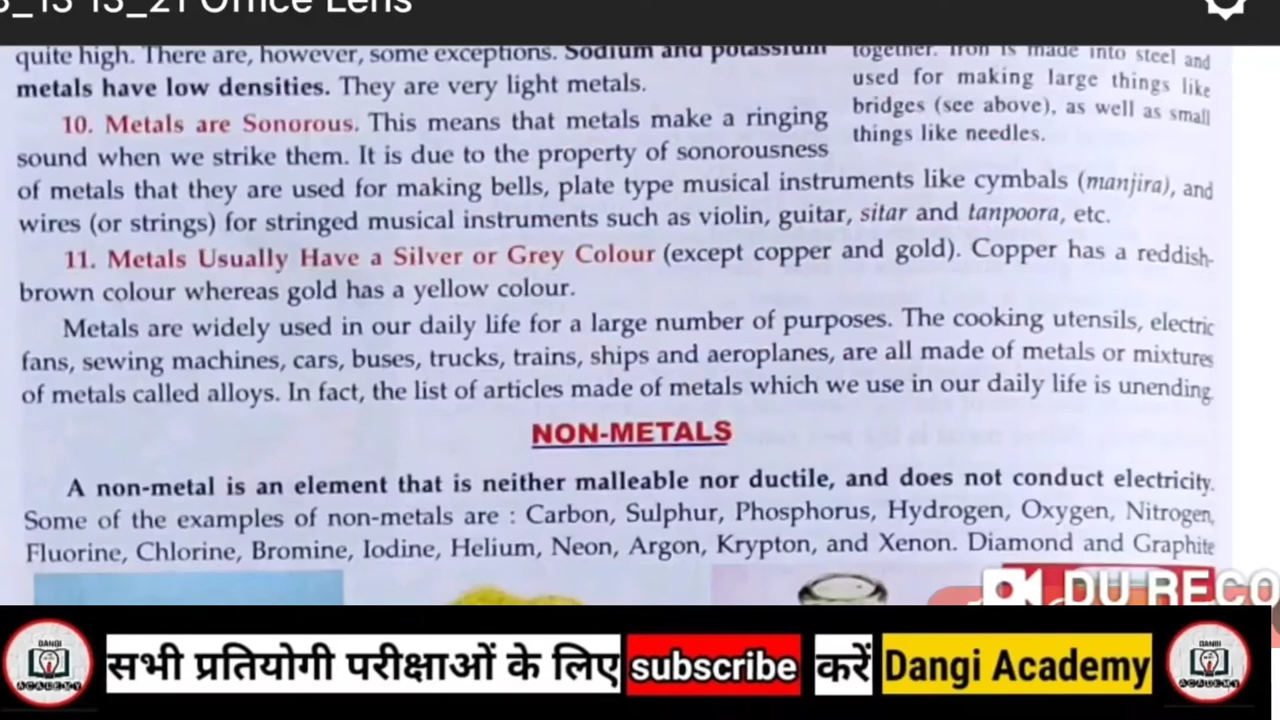 3_13 13_21 Office Lens
quite high. There are, however, some exceptions. Sodium and potassium
metals have low densities. They are very light metals.
10. Metals are Sonorous. This means that metals make a ringing
sound when we strike them. It is due to the property of sonorousness
together. Iron is made into steel and
used for making large things like
bridges (see above), as well as small
things like needles.
of metals that they are used for making bells, plate type musical instruments like cymbals (manjira), and
wires (or strings) for stringed musical instruments such as violin, guitar, sitar and tanpoora, etc.
11. Metals Usually Have a Silver or Grey Colour (except copper and gold). Copper has a reddish-
brown colour whereas gold has a yellow colour.
Metals are widely used in our daily life for a large number of purposes. The cooking utensils, electric
fans, sewing machines, cars, buses, trucks, trains, ships and aeroplanes, are all made of metals or mixtures
of metals called alloys. In fact, the list of articles made of metals which we use in our daily life is unending.
NON-METALS
A non-metal is an element that is neither malleable nor ductile, and does not conduct electricity.
Some of the examples of non-metals are : Carbon, Sulphur, Phosphorus, Hydrogen, Oxygen, Nitrogen,
Fluorine, Chlorine, Bromine, Iodine, Helium, Neon, Argon, Krypton, and Xenon. Diamond and Graphite
DU RECO
DANGI
ACADEMY
सभी प्रतियोगी परीक्षाओं के लिए subscribe करें Dangi Academy
DANGI
ACADEMY